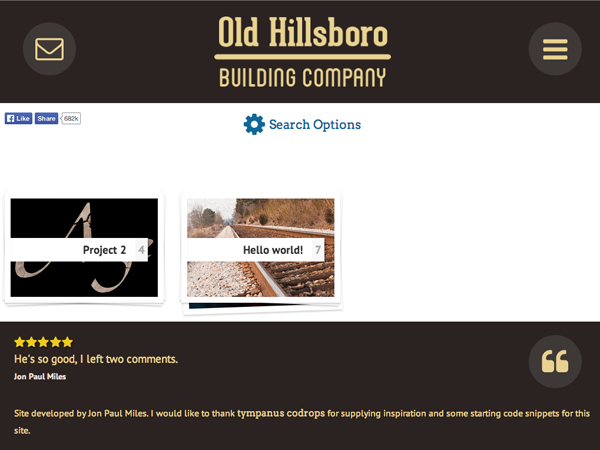 Old Hillsboro
BUILDING COMPANY
Like Share 682k
Search Options
Project 2 4
Hello world! 7
He's so good, I left two comments.
Jon Paul Miles
Site developed by Jon Paul Miles. I would like to thank tympanus codrops for supplying inspiration and some starting code snippets for this
site.